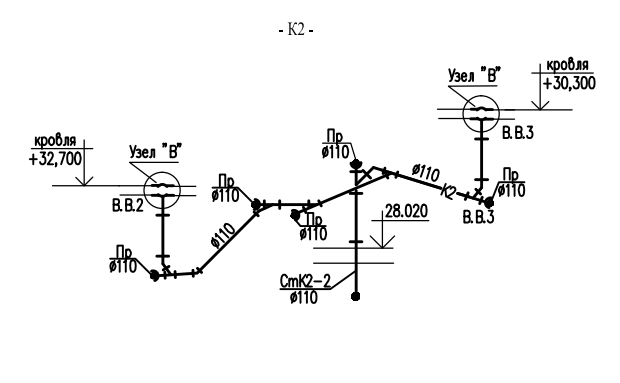 - К2 -
кровля
+30,300
Узел "В"
В.В.3
кровля
+32,700
Узел "В"
В.В.2
Пр
ø110
Пр
ø110
Пр
ø110
ø110
К2
Пр
ø110
В.В.3
28.020
Пр
ø110
ø110
СтК2-2
ø110